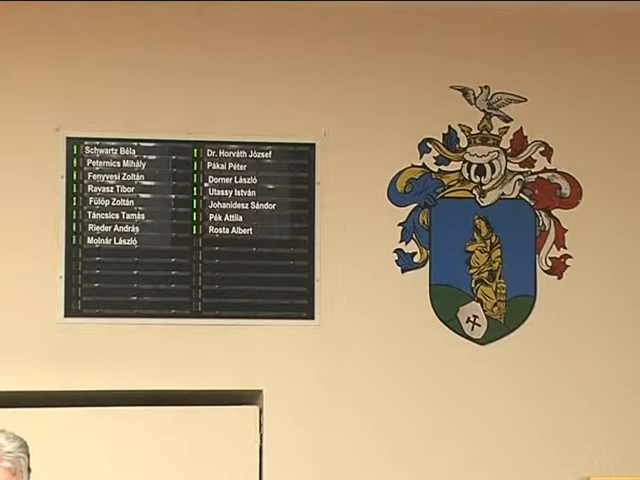 Schwartz Béla
Peternics Mihály
Fenyvesi Zoltán
Ravasz Tibor
Fülöp Zoltán
Táncsics Tamás
Rieder András
Molnár László
Dr. Horváth József
Pákai Péter
Dorner László
Utassy István
Johanidesz Sándor
Pék Attila
Rosta Albert